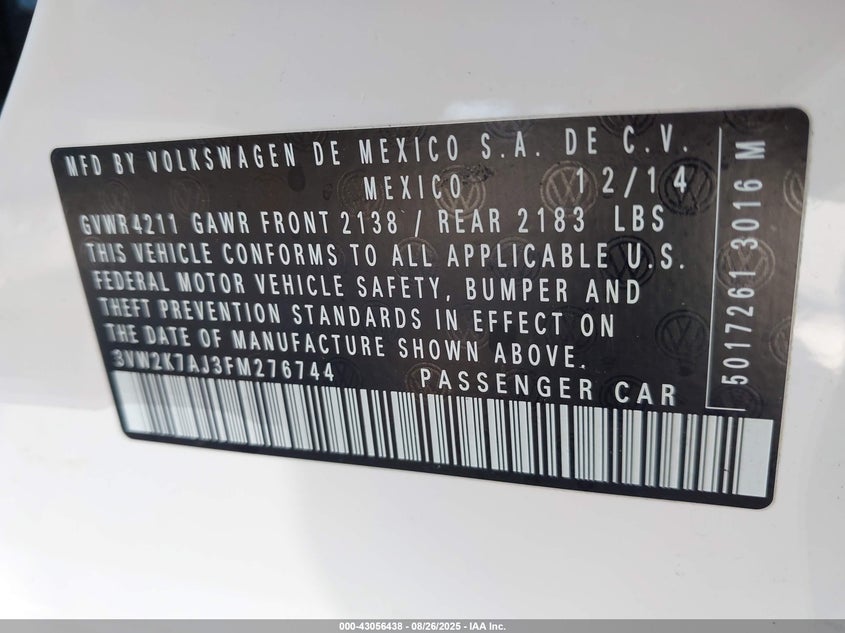 MFD BY VOLKSWAGEN DE MEXICO S.A. DE C.V.
MEXICO 12/14
GVWR4211 GAWR FRONT 2138 / REAR 2183 LBS
THIS VEHICLE CONFORMS TO ALL APPLICABLE U.S.
FEDERAL MOTOR VEHICLE SAFETY, BUMPER AND
THEFT PREVENTION STANDARDS IN EFFECT ON
THE DATE OF MANUFACTURE SHOWN ABOVE.
3VW2K7AJ3FM276744 PASSENGER CAR
5017261 3016 M
000-43056438 - 08/26/2025 - IAA Inc.